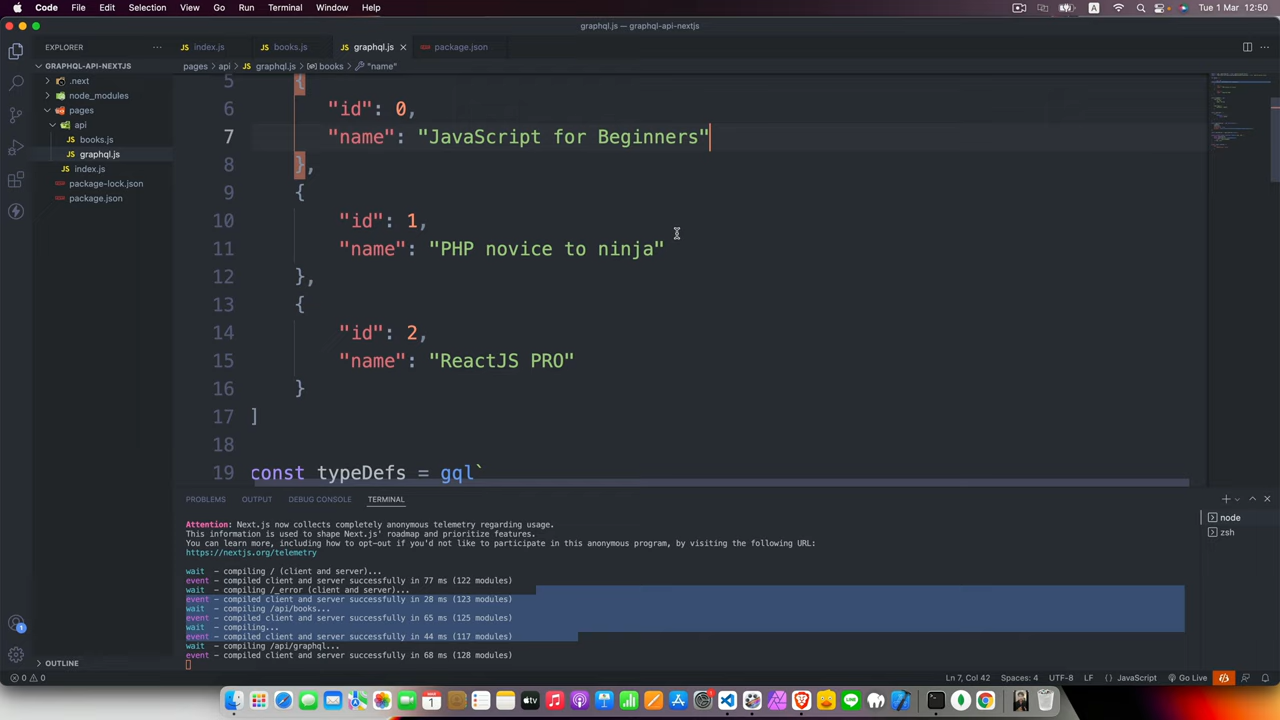 Code File Edit Selection View Go Run Terminal Window Help A Tue 1 Mar 12:50
graphql.js — graphql-api-nextjs
EXPLORER ···
JS index.js JS books.js JS graphql.js × package.json
GRAPHQL-API-NEXTJS
pages > api > JS graphql.js > books > "name"
.next
node_modules
pages
api
JS books.js
JS graphql.js
JS index.js
package-lock.json
package.json
5 {
6 "id": 0,
7 "name": "JavaScript for Beginners"
8 },
9 {
10 "id": 1,
11 "name": "PHP novice to ninja"
12 },
13 {
14 "id": 2,
15 "name": "ReactJS PRO"
16 }
17 ]
18
19 const typeDefs = gql`
PROBLEMS OUTPUT DEBUG CONSOLE TERMINAL
node
zsh
Attention: Next.js now collects completely anonymous telemetry regarding usage.
This information is used to shape Next.js' roadmap and prioritize features.
You can learn more, including how to opt-out if you'd not like to participate in this anonymous program, by visiting the following URL:
https://nextjs.org/telemetry
wait - compiling / (client and server)...
event - compiled client and server successfully in 77 ms (122 modules)
wait - compiling /_error (client and server)...
event - compiled client and server successfully in 28 ms (123 modules)
wait - compiling /api/books...
event - compiled client and server successfully in 65 ms (125 modules)
wait - compiling...
event - compiled client and server successfully in 44 ms (117 modules)
wait - compiling /api/graphql...
event - compiled client and server successfully in 68 ms (128 modules)
OUTLINE
1
0 0 Ln 7, Col 42 Spaces: 4 UTF-8 LF {} JavaScript Go Live